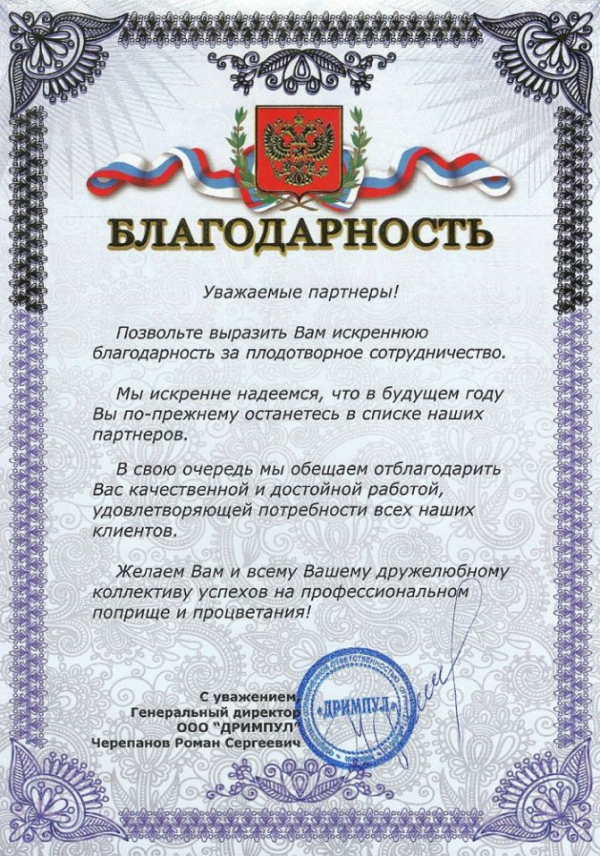 БЛАГОДАРНОСТЬ
Уважаемые партнеры!
Позвольте выразить Вам искреннюю
благодарность за плодотворное сотрудничество.
Мы искренне надеемся, что в будущем году
Вы по-прежнему останетесь в списке наших
партнеров.
В свою очередь мы обещаем отблагодарить
Вас качественной и достойной работой,
удовлетворяющей потребности всех наших
клиентов.
Желаем Вам и всему Вашему дружелюбному
коллективу успехов на профессиональном
поприще и процветания!
С уважением,
Генеральный директор
ООО "ДРИМПУЛ"
Черепанов Роман Сергеевич
ОТВЕТСТВЕННОСТЬЮ
«ДРИМПУЛ»